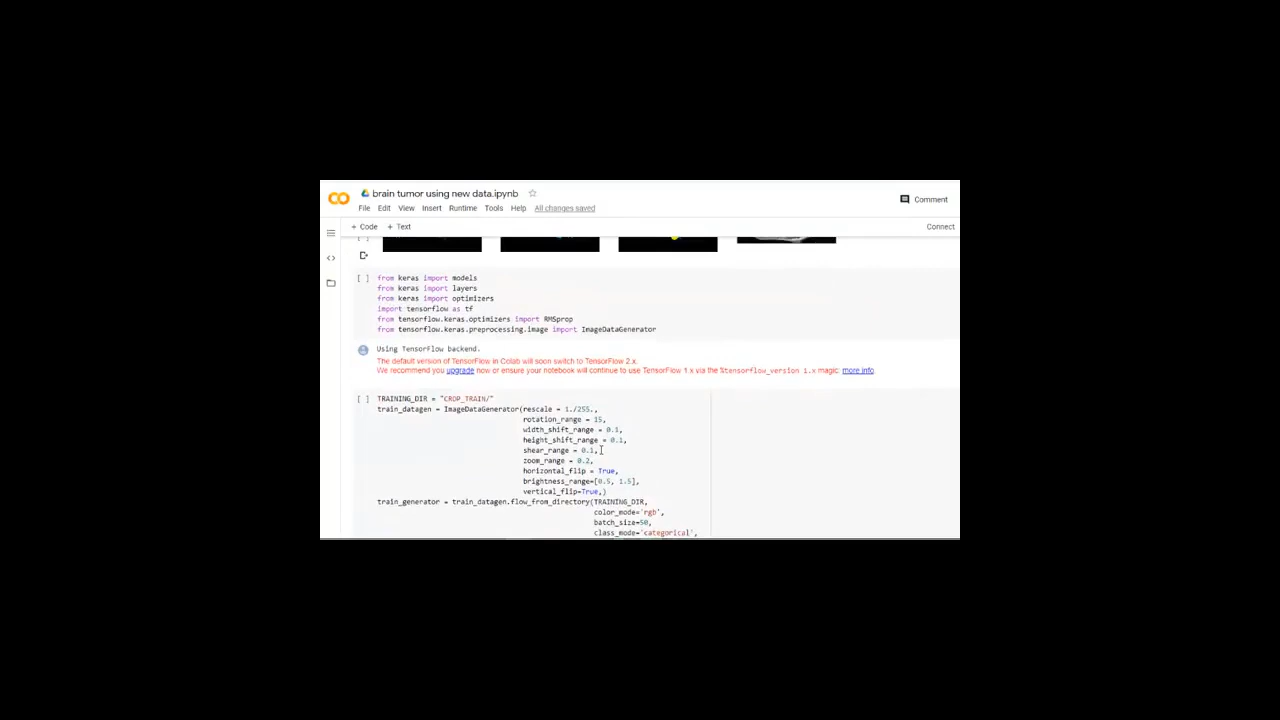 brain tumor using new data.ipynb
File Edit View Insert Runtime Tools Help All changes saved
Comment
+ Code + Text
Connect
[ ]
[ ] from keras import models
from keras import layers
from keras import optimizers
import tensorflow as tf
from tensorflow.keras.optimizers import RMSprop
from tensorflow.keras.preprocessing.image import ImageDataGenerator
Using TensorFlow backend.
The default version of TensorFlow in Colab will soon switch to TensorFlow 2.x.
We recommend you upgrade now or ensure your notebook will continue to use TensorFlow 1.x via the %tensorflow_version 1.x magic: more info
[ ] TRAINING_DIR = "CROP_TRAIN/"
train_datagen = ImageDataGenerator(rescale = 1./255.,
rotation_range = 15,
width_shift_range = 0.1,
height_shift_range = 0.1,
shear_range = 0.1,
zoom_range = 0.2,
horizontal_flip = True,
brightness_range=[0.5, 1.5],
vertical_flip=True,)
train_generator = train_datagen.flow_from_directory(TRAINING_DIR,
color_mode='rgb',
batch_size=50,
class_mode='categorical',